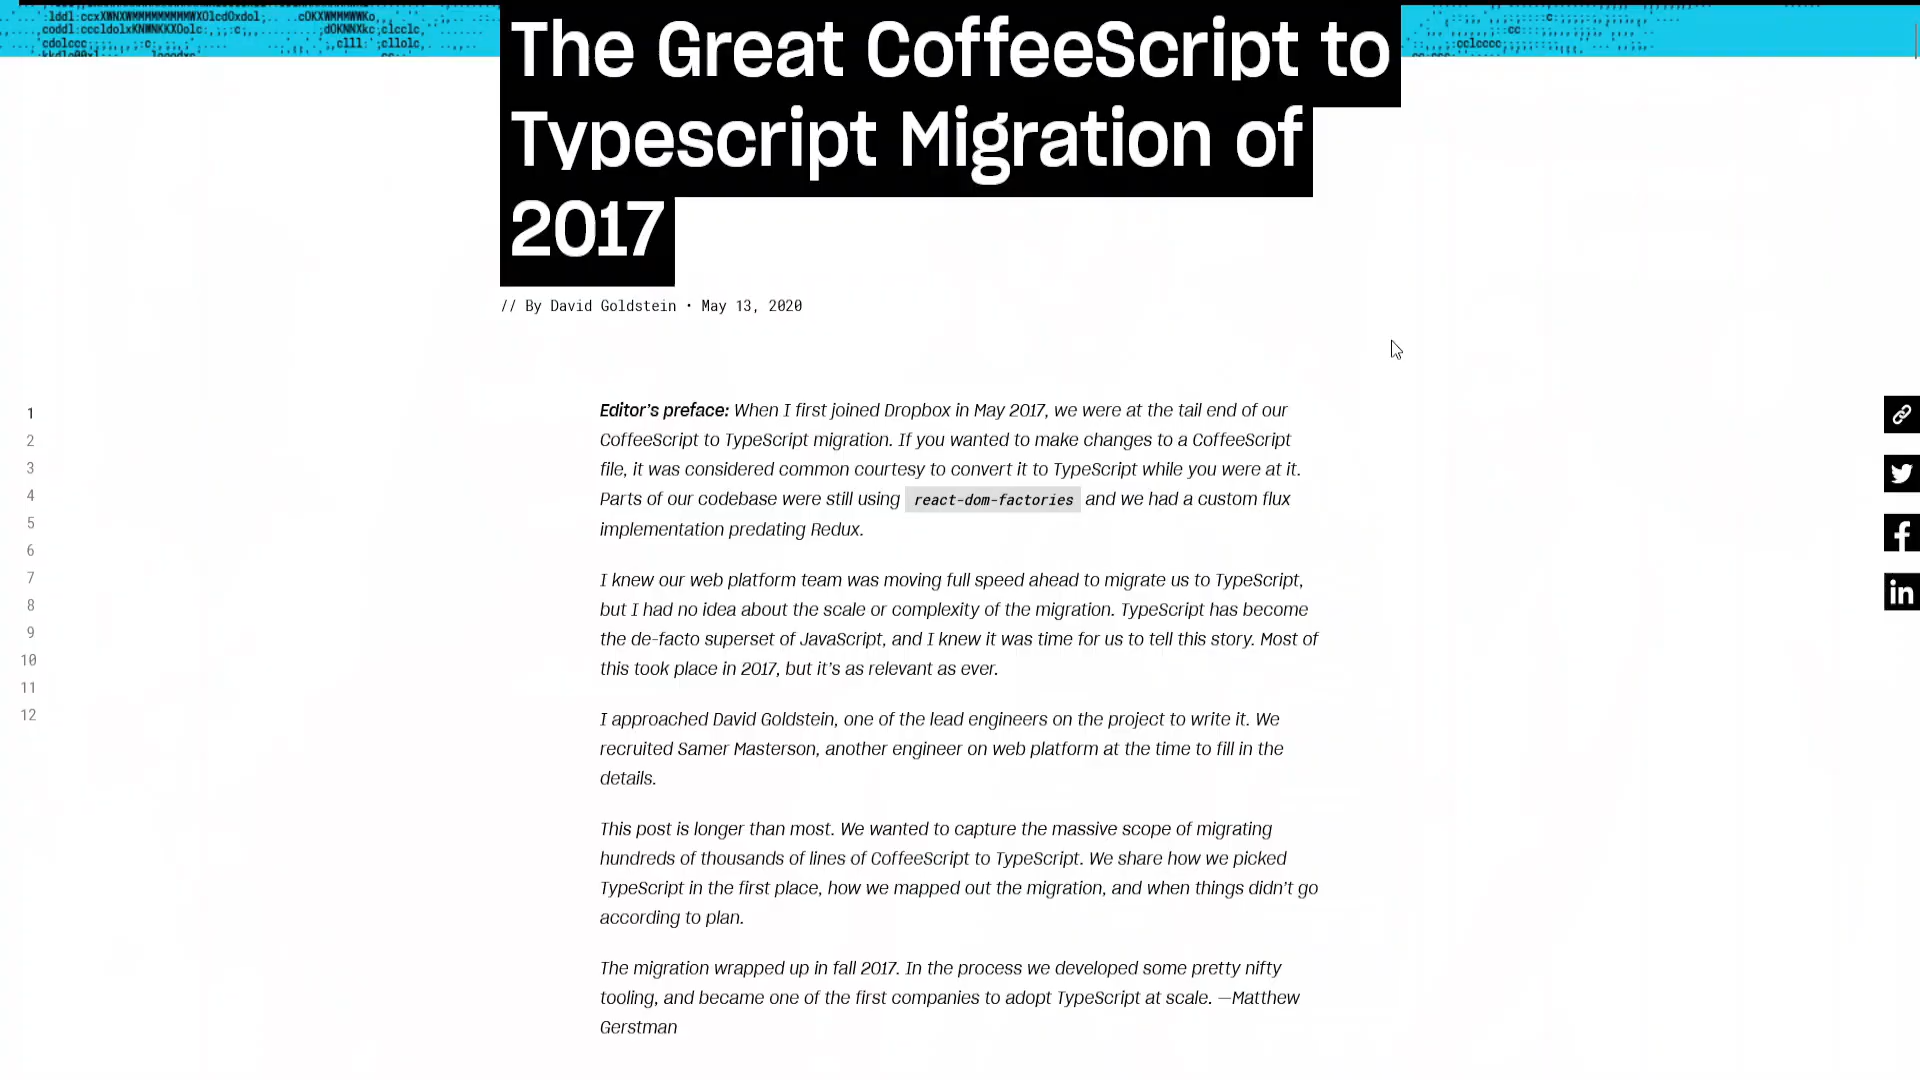 lddl:ccxXWNXWMMMMMMMMWXOlcdOxdol,
cOKXWMMMWWKo,
coddl:cccldolxKNWNKKXOolc
dOKNNXkc;clcclc
cdolccc
clll
cllolc
The Great CoffeeScript to
Typescript Migration of
2017
cclcccc
// By David Goldstein • May 13, 2020
Editor's preface: When I first joined Dropbox in May 2017, we were at the tail end of our
CoffeeScript to TypeScript migration. If you wanted to make changes to a CoffeeScript
file, it was considered common courtesy to convert it to TypeScript while you were at it.
Parts of our codebase were still using react-dom-factories and we had a custom flux
implementation predating Redux.
I knew our web platform team was moving full speed ahead to migrate us to TypeScript,
but I had no idea about the scale or complexity of the migration. TypeScript has become
the de-facto superset of JavaScript, and I knew it was time for us to tell this story. Most of
this took place in 2017, but it's as relevant as ever.
I approached David Goldstein, one of the lead engineers on the project to write it. We
recruited Samer Masterson, another engineer on web platform at the time to fill in the
details.
This post is longer than most. We wanted to capture the massive scope of migrating
hundreds of thousands of lines of CoffeeScript to TypeScript. We share how we picked
TypeScript in the first place, how we mapped out the migration, and when things didn't go
according to plan.
The migration wrapped up in fall 2017. In the process we developed some pretty nifty
tooling, and became one of the first companies to adopt TypeScript at scale. —Matthew
Gerstman
1
2
3
4
5
6
7
8
9
10
11
12